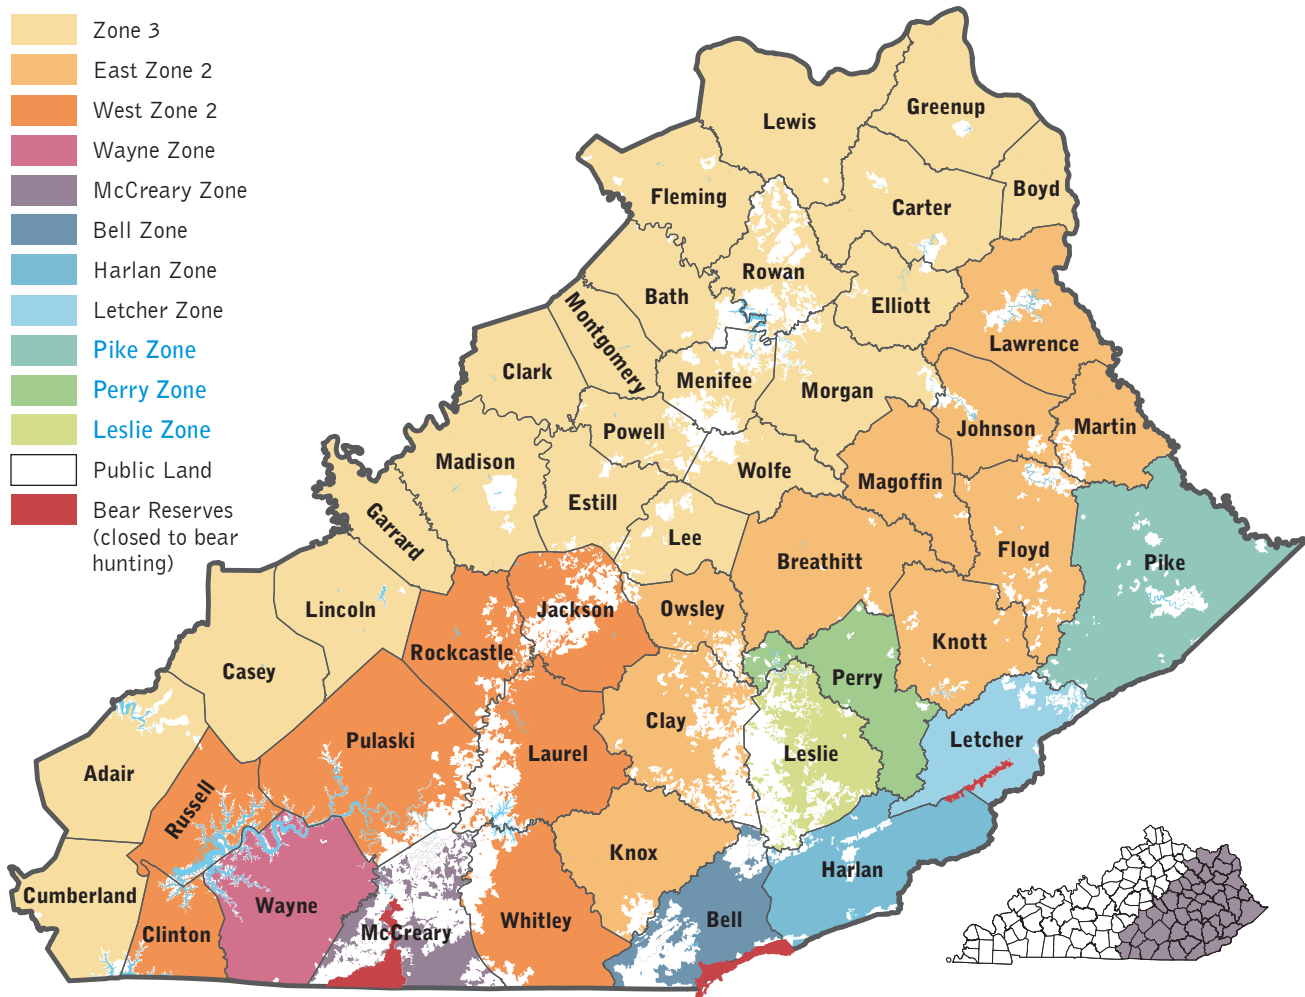 Zone 3
East Zone 2
West Zone 2
Wayne Zone
McCreary Zone
Bell Zone
Harlan Zone
Letcher Zone
Pike Zone
Perry Zone
Leslie Zone
Public Land
Bear Reserves
(closed to bear
hunting)
Lewis
Greenup
Boyd
Fleming
Carter
Rowan
Bath
Elliott
Montgomery
Lawrence
Clark
Menifee
Morgan
Powell
Johnson
Martin
Madison
Wolfe
Magoffin
Estill
Garrard
Lee
Floyd
Breathitt
Pike
Lincoln
Jackson
Owsley
Knott
Rockcastle
Casey
Perry
Clay
Pulaski
Laurel
Leslie
Letcher
Adair
Russell
Knox
Harlan
Cumberland
Wayne
Whitley
Bell
Clinton
McCreary